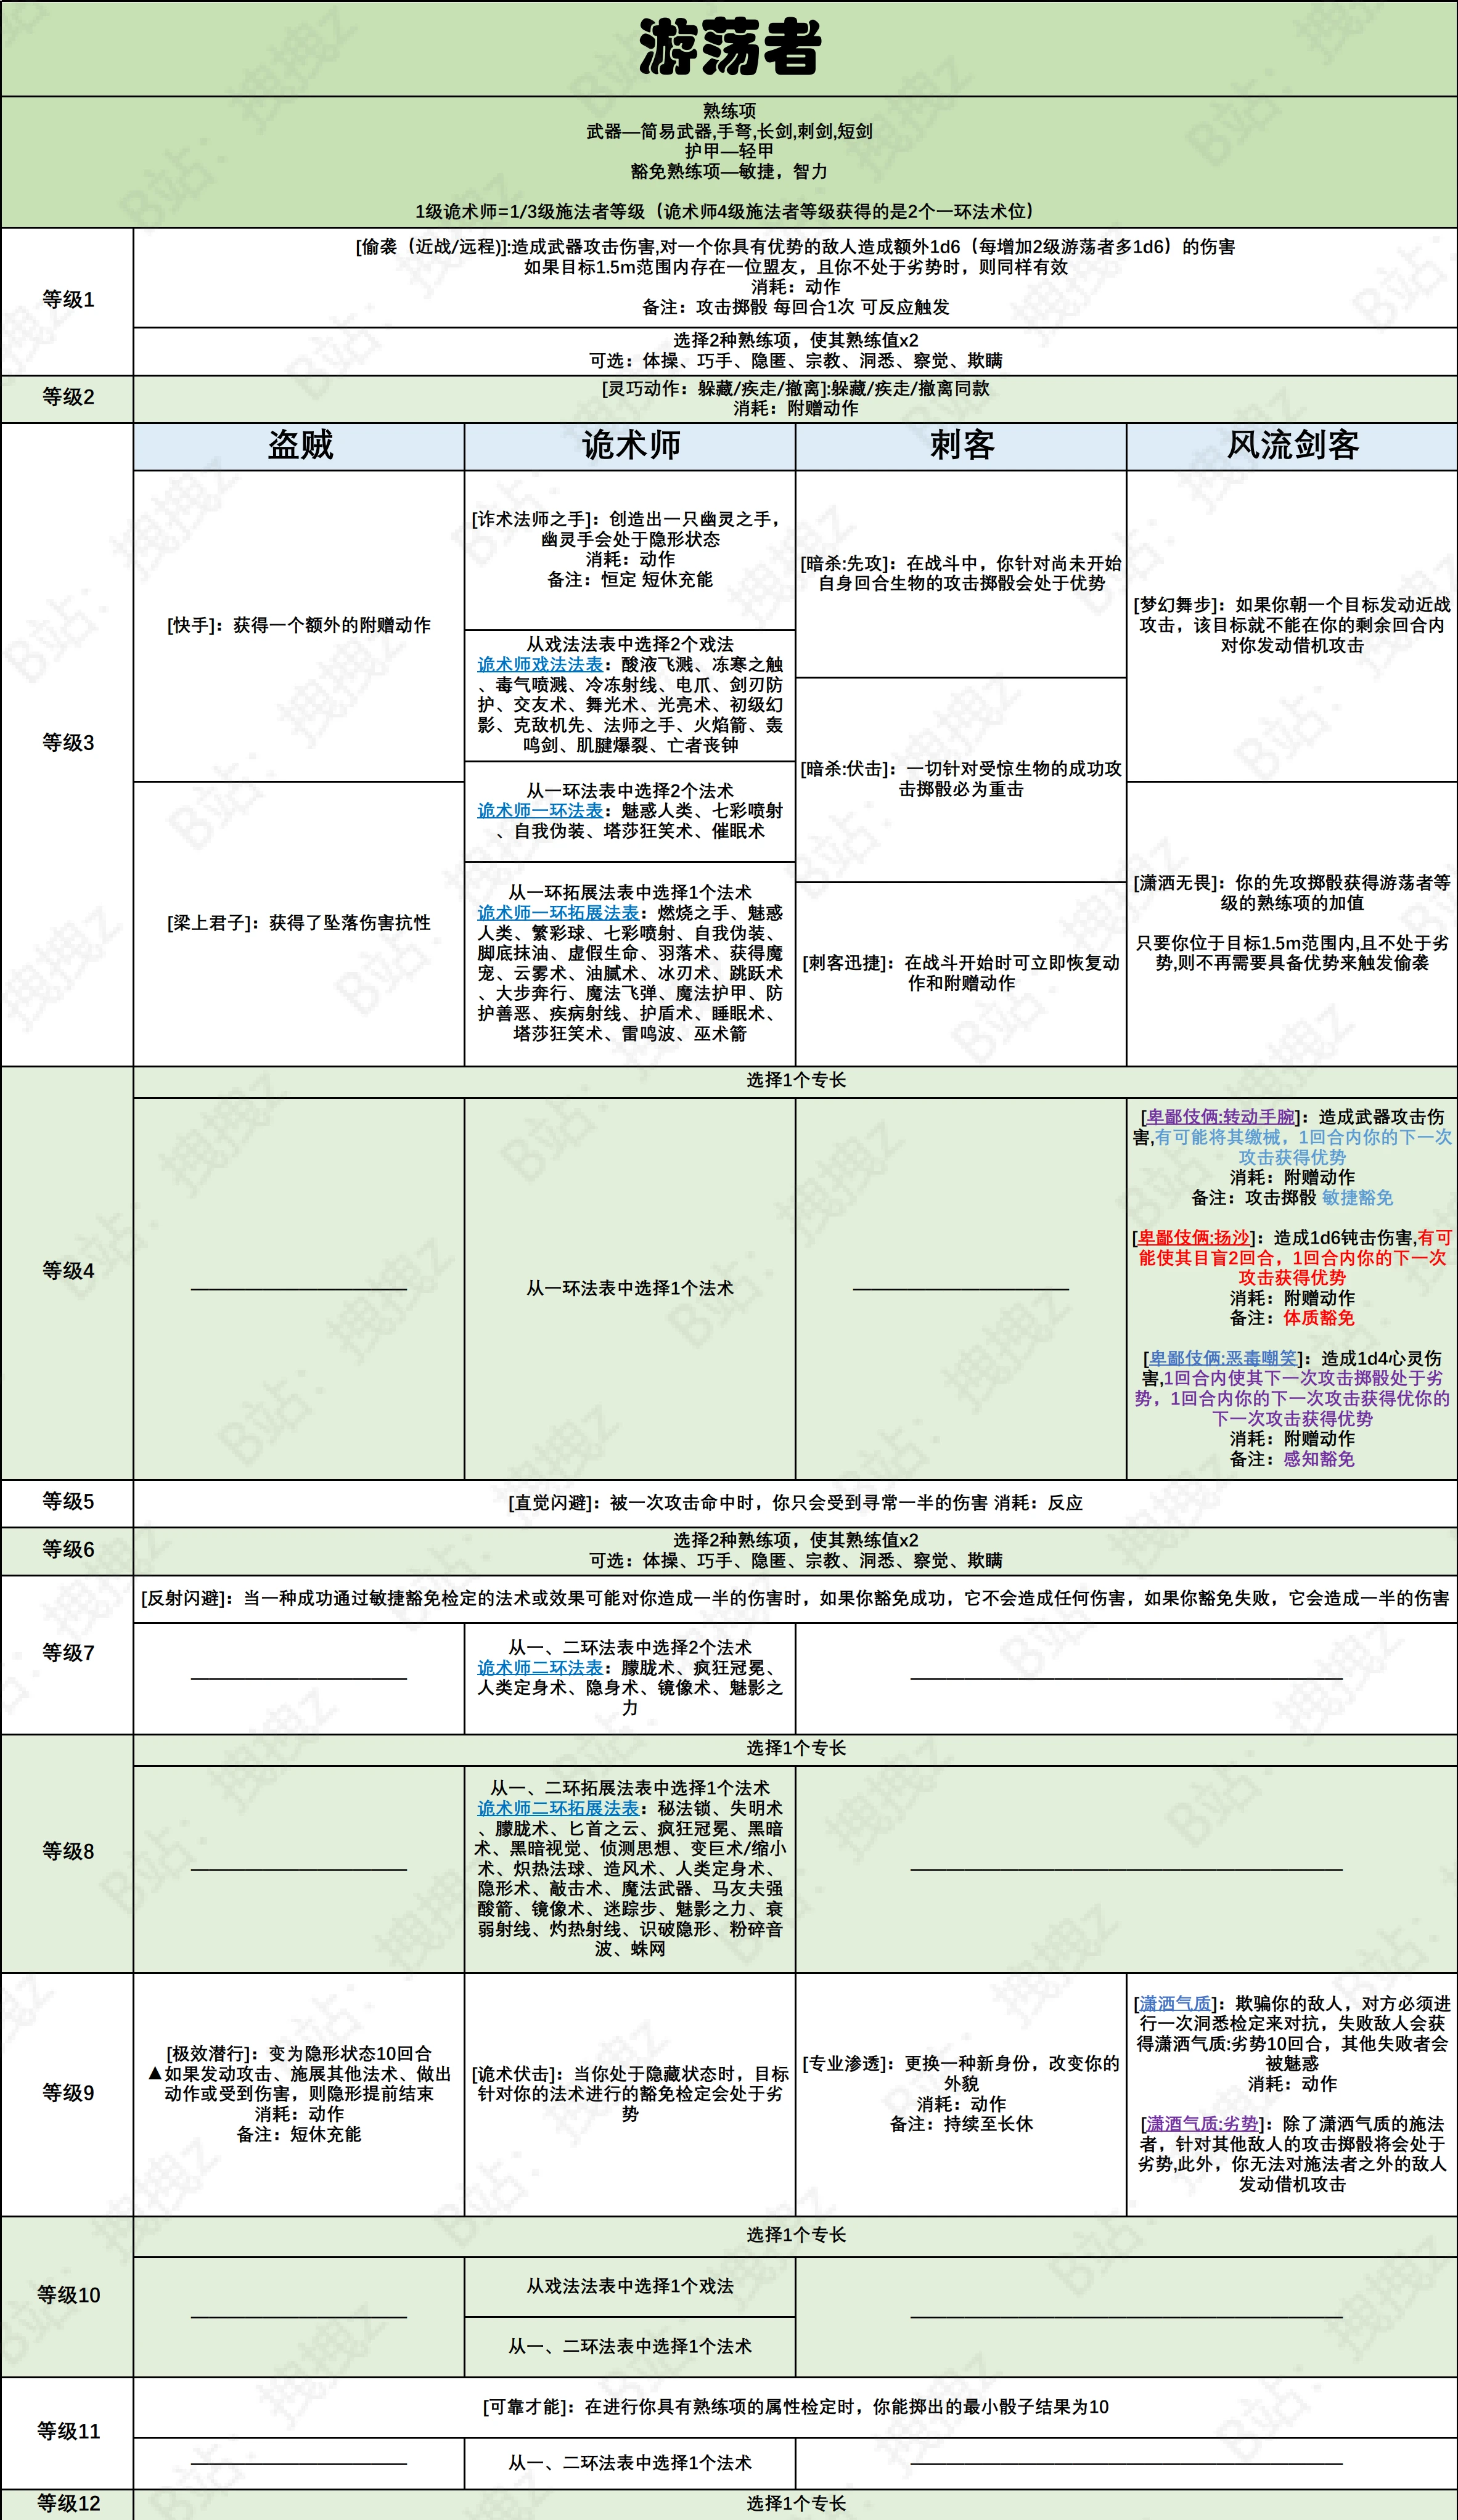 游荡者
熟练项
武器—简易武器,手弩,长剑,刺剑,短剑
护甲—轻甲
豁免熟练项—敏捷，智力
1级诡术师=1/3级施法者等级（诡术师4级施法者等级获得的是2个一环法术位）
等级1
[偷袭（近战/远程)]:造成武器攻击伤害,对一个你具有优势的敌人造成额外1d6（每增加2级游荡者多1d6）的伤害
如果目标1.5m范围内存在一位盟友，且你不处于劣势时，则同样有效
消耗：动作
备注：攻击掷骰 每回合1次 可反应触发
选择2种熟练项，使其熟练值x2
可选：体操、巧手、隐匿、宗教、洞悉、察觉、欺瞒
等级2
[灵巧动作：躲藏/疾走/撤离]:躲藏/疾走/撤离同款
消耗：附赠动作
等级3
盗贼
[快手]：获得一个额外的附赠动作
[梁上君子]：获得了坠落伤害抗性
诡术师
[诈术法师之手]：创造出一只幽灵之手，
幽灵手会处于隐形状态
消耗：动作
备注：恒定 短休充能
从戏法法表中选择2个戏法
诡术师戏法法表：酸液飞溅、冻寒之触
、毒气喷溅、冷冻射线、电爪、剑刃防
护、交友术、舞光术、光亮术、初级幻
影、克敌机先、法师之手、火焰箭、轰
鸣剑、肌腱爆裂、亡者丧钟
从一环法表中选择2个法术
诡术师一环法表：魅惑人类、七彩喷射
、自我伪装、塔莎狂笑术、催眠术
从一环拓展法表中选择1个法术
诡术师一环拓展法表：燃烧之手、魅惑
人类、繁彩球、七彩喷射、自我伪装、
脚底抹油、虚假生命、羽落术、获得魔
宠、云雾术、油腻术、冰刃术、跳跃术
、大步奔行、魔法飞弹、魔法护甲、防
护善恶、疾病射线、护盾术、睡眠术、
塔莎狂笑术、雷鸣波、巫术箭
刺客
[暗杀:先攻]：在战斗中，你针对尚未开始
自身回合生物的攻击掷骰会处于优势
[暗杀:伏击]：一切针对受惊生物的成功攻
击掷骰必为重击
[刺客迅捷]：在战斗开始时可立即恢复动
作和附赠动作
风流剑客
[梦幻舞步]：如果你朝一个目标发动近战
攻击，该目标就不能在你的剩余回合内
对你发动借机攻击
[潇洒无畏]：你的先攻掷骰获得游荡者等
级的熟练项的加值
只要你位于目标1.5m范围内,且不处于劣
势,则不再需要具备优势来触发偷袭
等级4
选择1个专长
从一环法表中选择1个法术
[卑鄙伎俩:转动手腕]：造成武器攻击伤
害,有可能将其缴械，1回合内你的下一次
攻击获得优势
消耗：附赠动作
备注：攻击掷骰 敏捷豁免
[卑鄙伎俩:扬沙]：造成1d6钝击伤害,有可
能使其目盲2回合，1回合内你的下一次
攻击获得优势
消耗：附赠动作
备注：体质豁免
[卑鄙伎俩:恶毒嘲笑]：造成1d4心灵伤
害,1回合内使其下一次攻击掷骰处于劣
势，1回合内你的下一次攻击获得优你的
下一次攻击获得优势
消耗：附赠动作
备注：感知豁免
等级5
[直觉闪避]：被一次攻击命中时，你只会受到寻常一半的伤害 消耗：反应
等级6
选择2种熟练项，使其熟练值x2
可选：体操、巧手、隐匿、宗教、洞悉、察觉、欺瞒
等级7
[反射闪避]：当一种成功通过敏捷豁免检定的法术或效果可能对你造成一半的伤害时，如果你豁免成功，它不会造成任何伤害，如果你豁免失败，它会造成一半的伤害
从一、二环法表中选择2个法术
诡术师二环法表：朦胧术、疯狂冠冕、
人类定身术、隐身术、镜像术、魅影之
力
等级8
选择1个专长
从一、二环拓展法表中选择1个法术
诡术师二环拓展法表：秘法锁、失明术
、朦胧术、匕首之云、疯狂冠冕、黑暗
术、黑暗视觉、侦测思想、变巨术/缩小
术、炽热法球、造风术、人类定身术、
隐形术、敲击术、魔法武器、马友夫强
酸箭、镜像术、迷踪步、魅影之力、衰
弱射线、灼热射线、识破隐形、粉碎音
波、蛛网
等级9
[极效潜行]：变为隐形状态10回合
▲如果发动攻击、施展其他法术、做出
动作或受到伤害，则隐形提前结束
消耗：动作
备注：短休充能
[诡术伏击]：当你处于隐藏状态时，目标
针对你的法术进行的豁免检定会处于劣
势
[专业渗透]：更换一种新身份，改变你的
外貌
消耗：动作
备注：持续至长休
[潇洒气质]：欺骗你的敌人，对方必须进
行一次洞悉检定来对抗，失败敌人会获
得潇洒气质:劣势10回合，其他失败者会
被魅惑
消耗：动作
[潇酒气质:劣势]：除了潇洒气质的施法
者，针对其他敌人的攻击掷骰将会处于
劣势,此外，你无法对施法者之外的敌人
发动借机攻击
等级10
选择1个专长
从戏法法表中选择1个戏法
从一、二环法表中选择1个法术
等级11
[可靠才能]：在进行你具有熟练项的属性检定时，你能掷出的最小骰子结果为10
从一、二环法表中选择1个法术
等级12
选择1个专长
B站：拽拽z